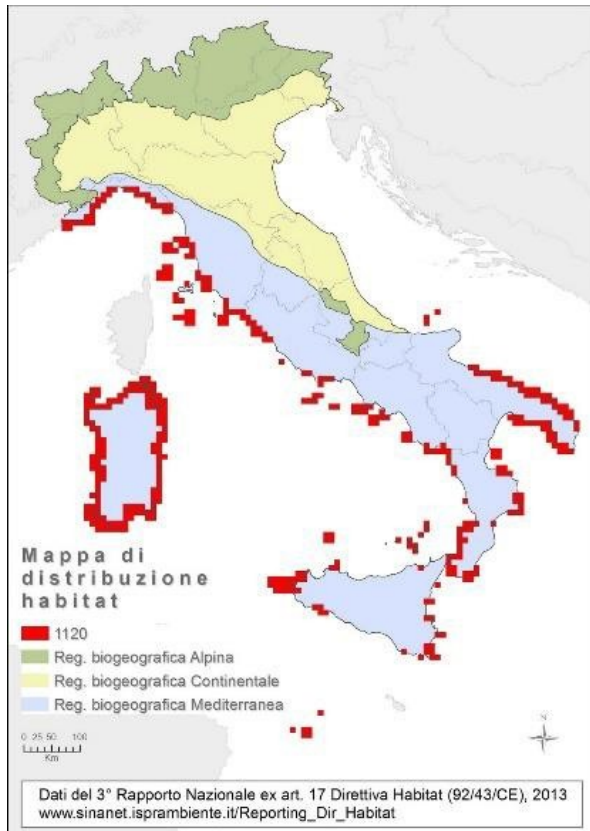 Mappa di
distribuzione
habitat
1120
Reg. biogeografica Alpina
Reg. biogeografica Continentale
Reg. biogeografica Mediterranea
0 25 50 100
Km
N
Dati del 3° Rapporto Nazionale ex art. 17 Direttiva Habitat (92/43/CE), 2013
www.sinanet.isprambiente.it/Reporting_Dir_Habitat